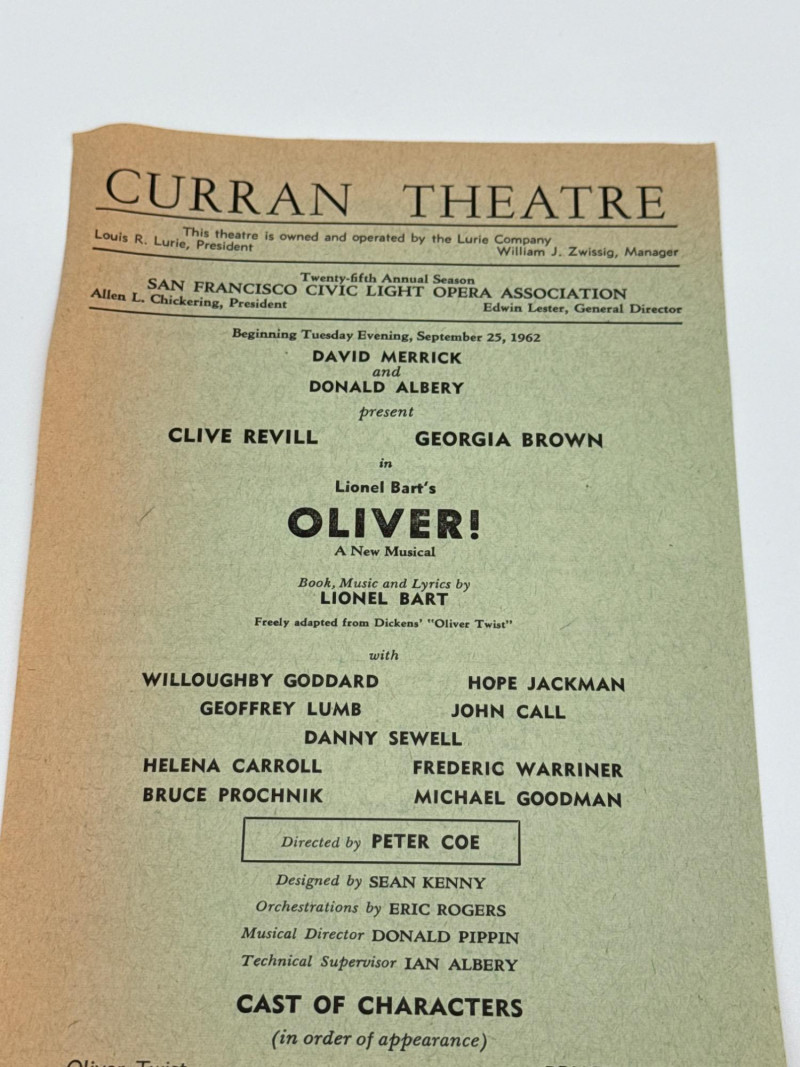 CURRAN THEATRE
This theatre is owned and operated by the Lurie Company
Louis R. Lurie, President William J. Zwissig, Manager
Twenty-fifth Annual Season
SAN FRANCISCO CIVIC LIGHT OPERA ASSOCIATION
Allen L. Chickering, President Edwin Lester, General Director
Beginning Tuesday Evening, September 25, 1962
DAVID MERRICK
and
DONALD ALBERY
present
CLIVE REVILL GEORGIA BROWN
in
Lionel Bart's
OLIVER!
A New Musical
Book, Music and Lyrics by
LIONEL BART
Freely adapted from Dickens' "Oliver Twist"
with
WILLOUGHBY GODDARD HOPE JACKMAN
GEOFFREY LUMB JOHN CALL
DANNY SEWELL
HELENA CARROLL FREDERIC WARRINER
BRUCE PROCHNIK MICHAEL GOODMAN
Directed by PETER COE
Designed by SEAN KENNY
Orchestrations by ERIC ROGERS
Musical Director DONALD PIPPIN
Technical Supervisor IAN ALBERY
CAST OF CHARACTERS
(in order of appearance)
Oliver Twist